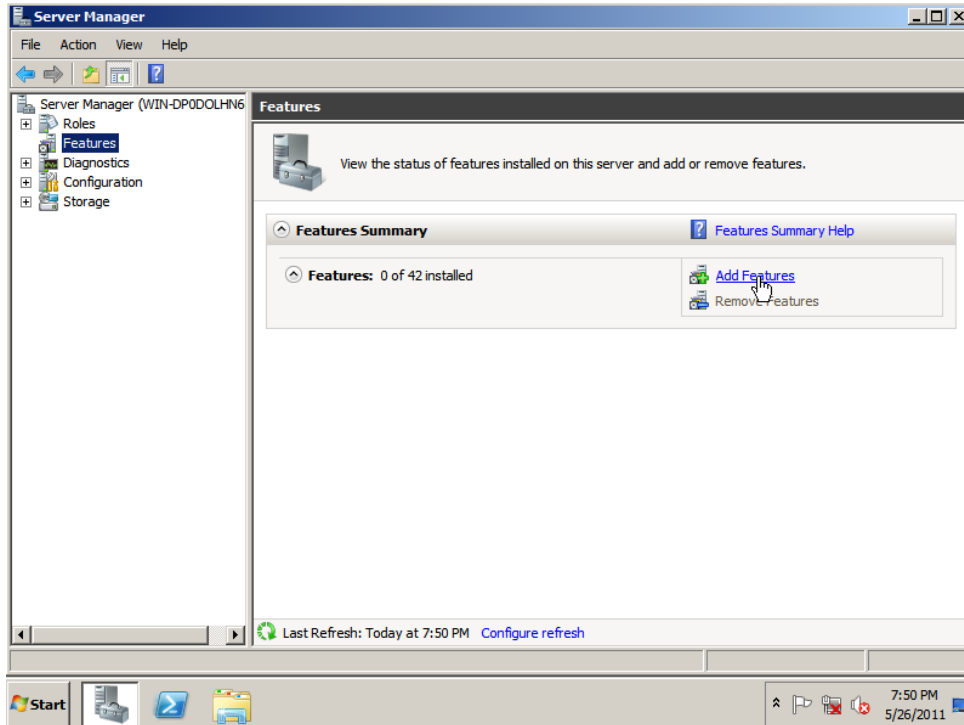 Server Manager
File Action View Help
Server Manager (WIN-DP0DOLHN6
Roles
Features
Diagnostics
Configuration
Storage
Features
View the status of features installed on this server and add or remove features.
Features Summary
Features Summary Help
Features: 0 of 42 installed
Add Features
Remove Features
Last Refresh: Today at 7:50 PM Configure refresh
Start
7:50 PM
5/26/2011